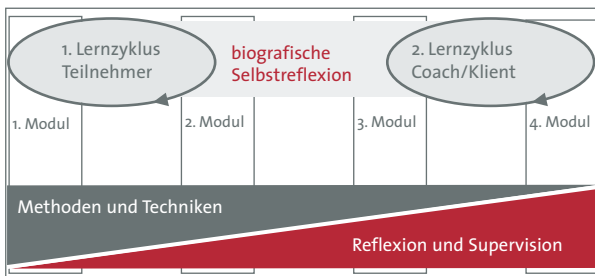 1. Lernzyklus
Teilnehmer
biografische
Selbstreflexion
2. Lernzyklus
Coach/Klient
1. Modul
2. Modul
3. Modul
4. Modul
Methoden und Techniken
Reflexion und Supervision